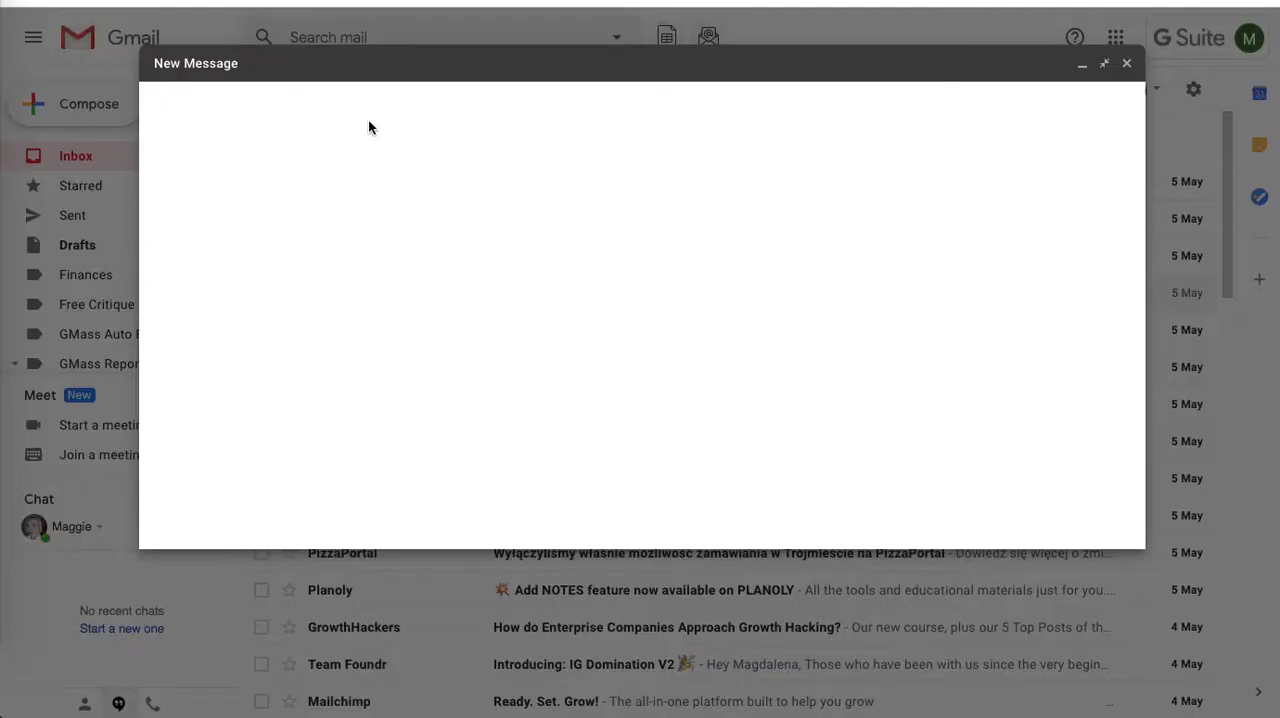 Gmail
Search mail
G Suite
M
New Message
Compose
Inbox
Starred
Sent
Drafts
Finances
Free Critique
GMass Auto
GMass Repor
Meet New
Start a meeti
Join a meetin
Chat
Maggie
No recent chats
Start a new one
31
5 May
5 May
5 May
5 May
5 May
5 May
5 May
5 May
5 May
5 May
PizzaPortal Wyłączyliśmy właśnie możliwość zamawiania w Trójmieście na PizzaPortal - Dowiedz się więcej o zmi... 5 May
Planoly 💥 Add NOTES feature now available on PLANOLY - All the tools and educational materials just for you.... 5 May
GrowthHackers How do Enterprise Companies Approach Growth Hacking? - Our new course, plus our 5 Top Posts of th... 4 May
Team Foundr Introducing: IG Domination V2 🎉 - Hey Magdalena, Those who have been with us since the very begin... 4 May
Mailchimp Ready. Set. Grow! - The all-in-one platform built to help you grow ... 4 May